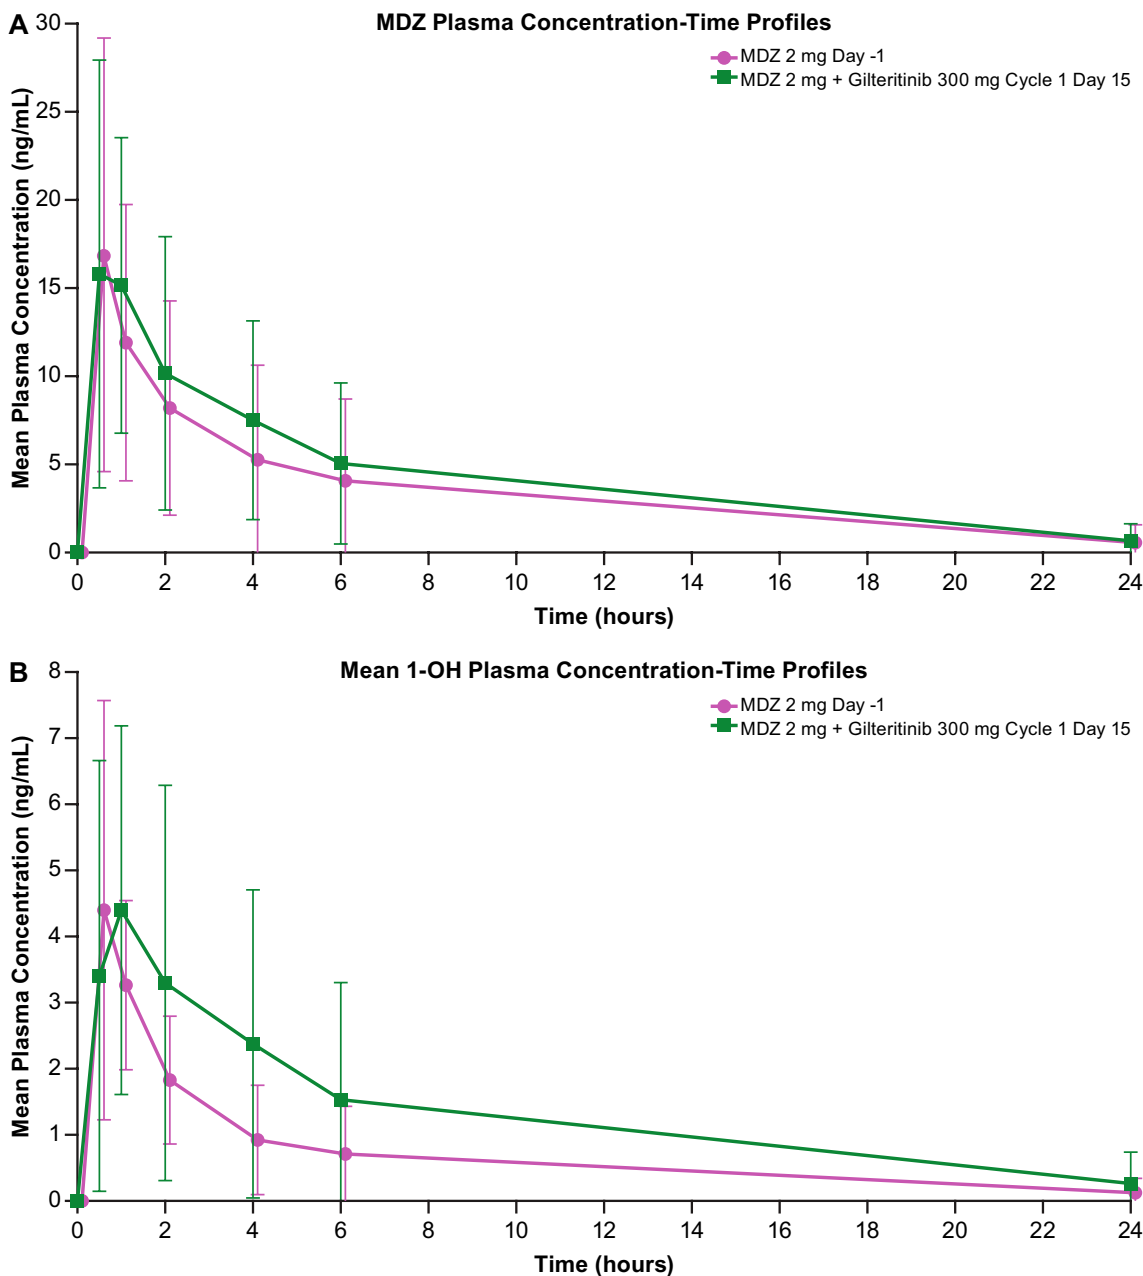 A
MDZ Plasma Concentration-Time Profiles
MDZ 2 mg Day -1
MDZ 2 mg + Gilteritinib 300 mg Cycle 1 Day 15
Mean Plasma Concentration (ng/mL)
30
25
20
15
10
5
0
0 2 4 6 8 10 12 14 16 18 20 22 24
Time (hours)
B
Mean 1-OH Plasma Concentration-Time Profiles
MDZ 2 mg Day -1
MDZ 2 mg + Gilteritinib 300 mg Cycle 1 Day 15
Mean Plasma Concentration (ng/mL)
8
7
6
5
4
3
2
1
0
0 2 4 6 8 10 12 14 16 18 20 22 24
Time (hours)